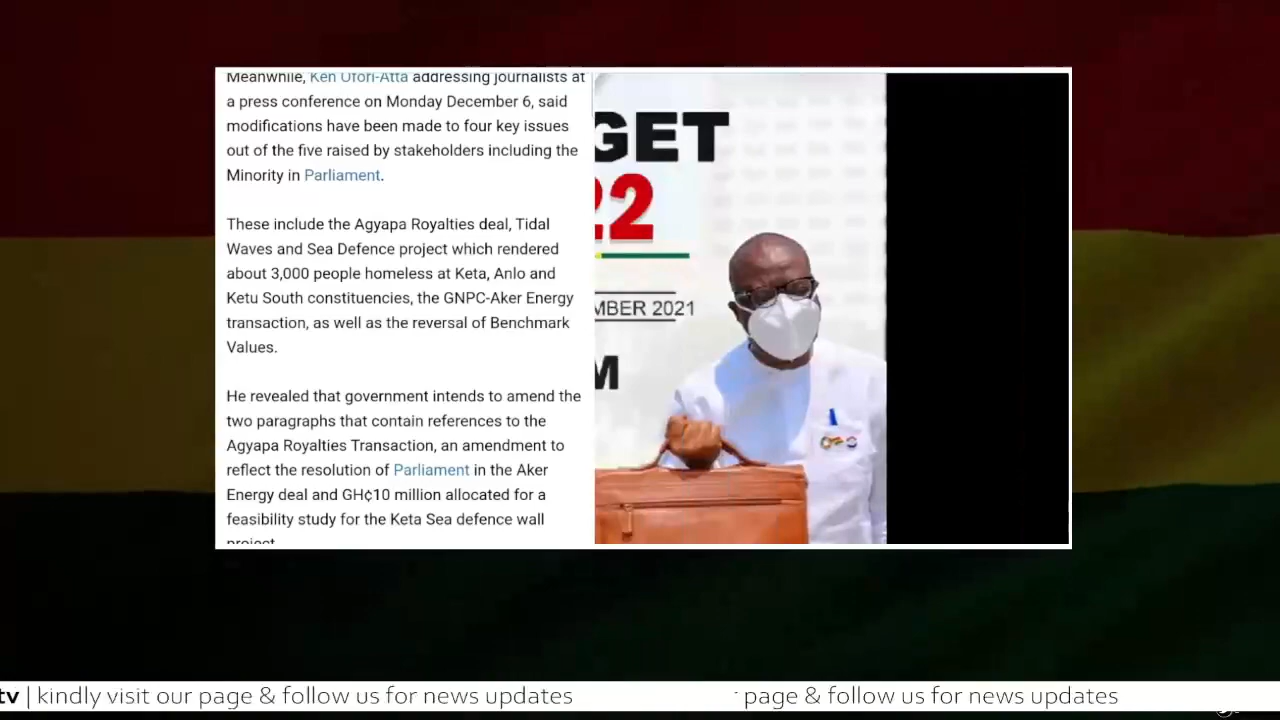 Meanwhile, Ken Ofori-Atta addressing journalists at
a press conference on Monday December 6, said
modifications have been made to four key issues
out of the five raised by stakeholders including the
Minority in Parliament.
These include the Agyapa Royalties deal, Tidal
Waves and Sea Defence project which rendered
about 3,000 people homeless at Keta, Anlo and
Ketu South constituencies, the GNPC-Aker Energy
transaction, as well as the reversal of Benchmark
Values.
He revealed that government intends to amend the
two paragraphs that contain references to the
Agyapa Royalties Transaction, an amendment to
reflect the resolution of Parliament in the Aker
Energy deal and GH¢10 million allocated for a
feasibility study for the Keta Sea defence wall
project
GET
22
MBER 2021
M
tv | kindly visit our page & follow us for news updates
page & follow us for news updates